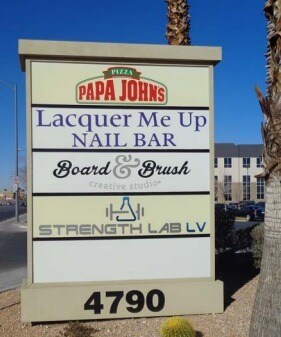 PIZZA
PAPA JOHNS
Lacquer Me Up
NAIL BAR
Board & Brush
creative studio®
STRENGTH LAB LV
4790